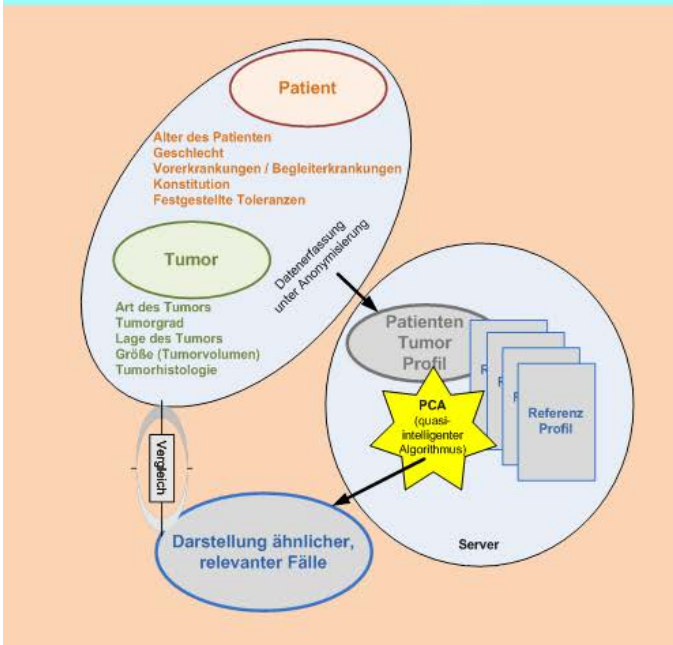 Patient
Alter des Patienten
Geschlecht
Vorerkrankungen / Begleiterkrankungen
Konstitution
Festgestellte Toleranzen
Tumor
Art des Tumors
Tumorgrad
Lage des Tumors
Größe (Tumorvolumen)
Tumorhistologie
Datenerfassung
unter Anonymisierung
Patienten
Tumor
Profil
PCA
(quasi-
intelligenter
Algorithmus)
Referenz
Profil
Server
Vergleich
Darstellung ähnlicher,
relevanter Fälle